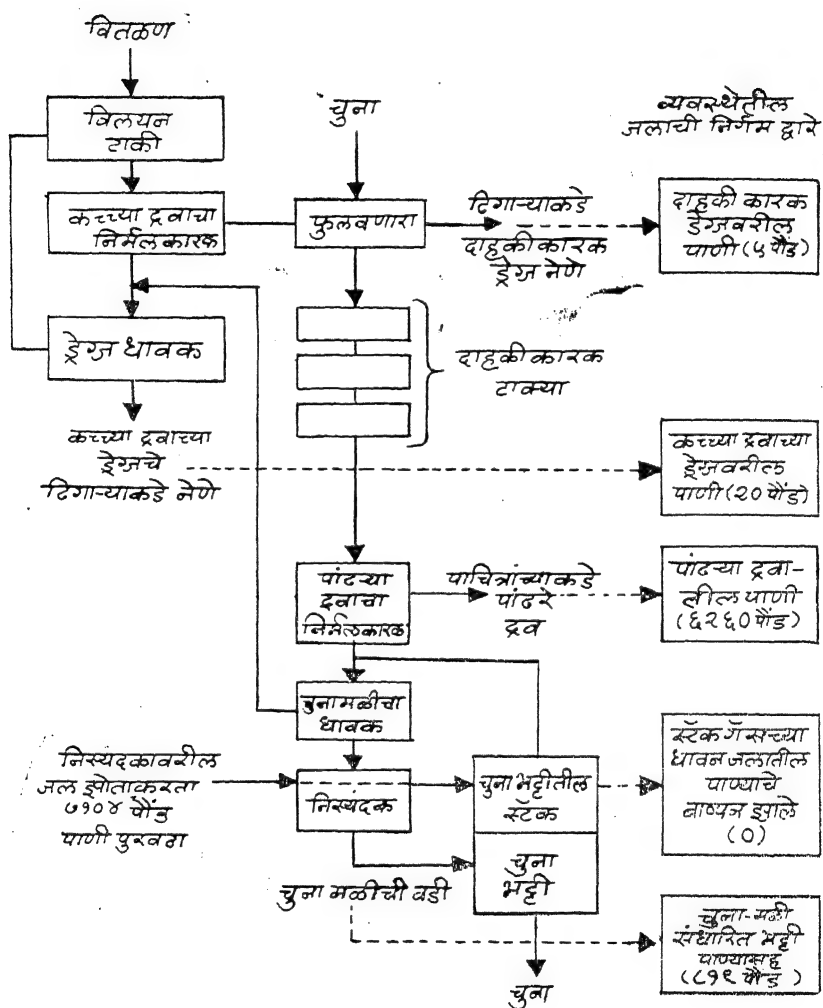 वितळण
विलयन
टाकी
चुना
व्यवस्थेतील
जलाची निर्गम द्वारे
कच्च्या द्रवाचा
निर्मलकारक
फुलवणारा
ढिगाऱ्याकडे
दाहकीकारक
ड्रेग्ज नेणे
दाहकीकारक
ड्रेग्जवरील
पाणी (५ पौंड)
ड्रेग्ज धावक
दाहकीकारक
टाक्या
कच्च्या द्रवाच्या
ड्रेग्जचे
ढिगाऱ्याकडे नेणे
कच्च्या द्रवाच्या
ड्रेग्जवरील
पाणी (२० पौंड)
पांढऱ्या
द्रवाचा
निर्मलकारक
पाचित्रांच्याकडे
पांढरे
द्रव
पांढऱ्या द्रवा-
तील पाणी
(६२६० पौंड)
चुनामळीचा
धावक
निस्यंदकावरील
जल झोताकरता
७१०४ पौंड
पाणी पुरवठा
निस्यंदक
चुना भट्टीतील
स्टॅक
स्टॅक गॅसच्या
धावन जलातील
पाण्याचे
बाष्पन झाले
(०)
चुना
भट्टी
चुना मळीची वडी
चुना-मळी
संधारित भट्टी
पाण्यासह
(८१९ पौंड)
चुना